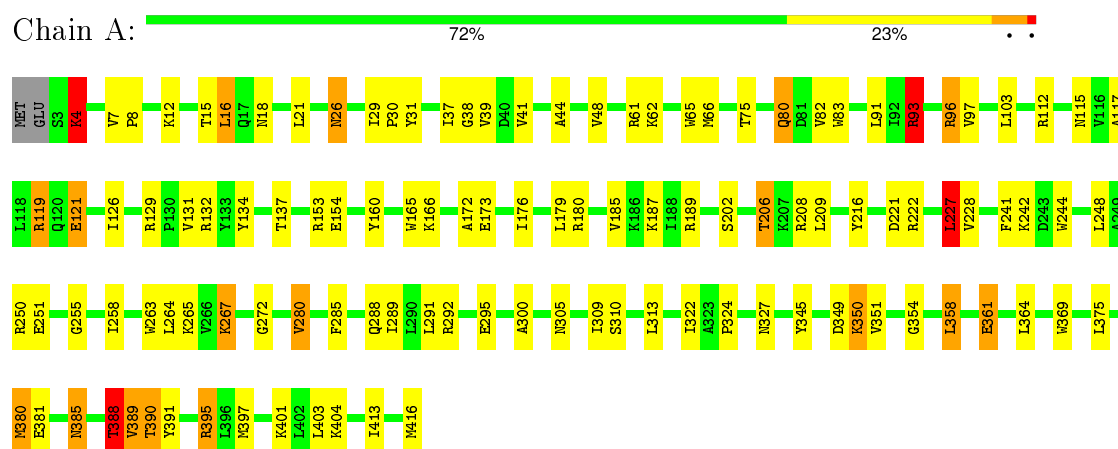 Chain A:
72% 23% • •
MET GLU S3 K4 V7 P8 K12 T15 L16 Q17 N18 L21 N26 I29 P30 Y31 I37 G38 V39 D40 V41 A44 V48 R61 K62 W65 M66 T75 Q80 D81 V82 W83 L91 I92 R93 R96 V97 L103 R112 N115 V116 A117
L118 R119 Q120 E121 I126 R129 P130 V131 R132 Y133 Y134 T137 R153 E154 Y160 W165 K166 A172 E173 I176 L179 R180 V185 K186 K187 I188 R189 S202 T206 K207 R208 L209 Y216 D221 R222 L227 V228 F241 K242 D243 W244 L248 A249
R250 E251 G255 I258 W263 L264 K265 V266 K267 G272 V280 F285 Q288 I289 L290 L291 R292 E295 A300 N305 I309 S310 L313 I322 A323 P324 N327 Y345 D349 K350 V351 G354 L358 E361 L364 W369 L375
M380 E381 N385 T388 V389 T390 Y391 R395 L396 M397 K401 L402 L403 K404 I413 M416